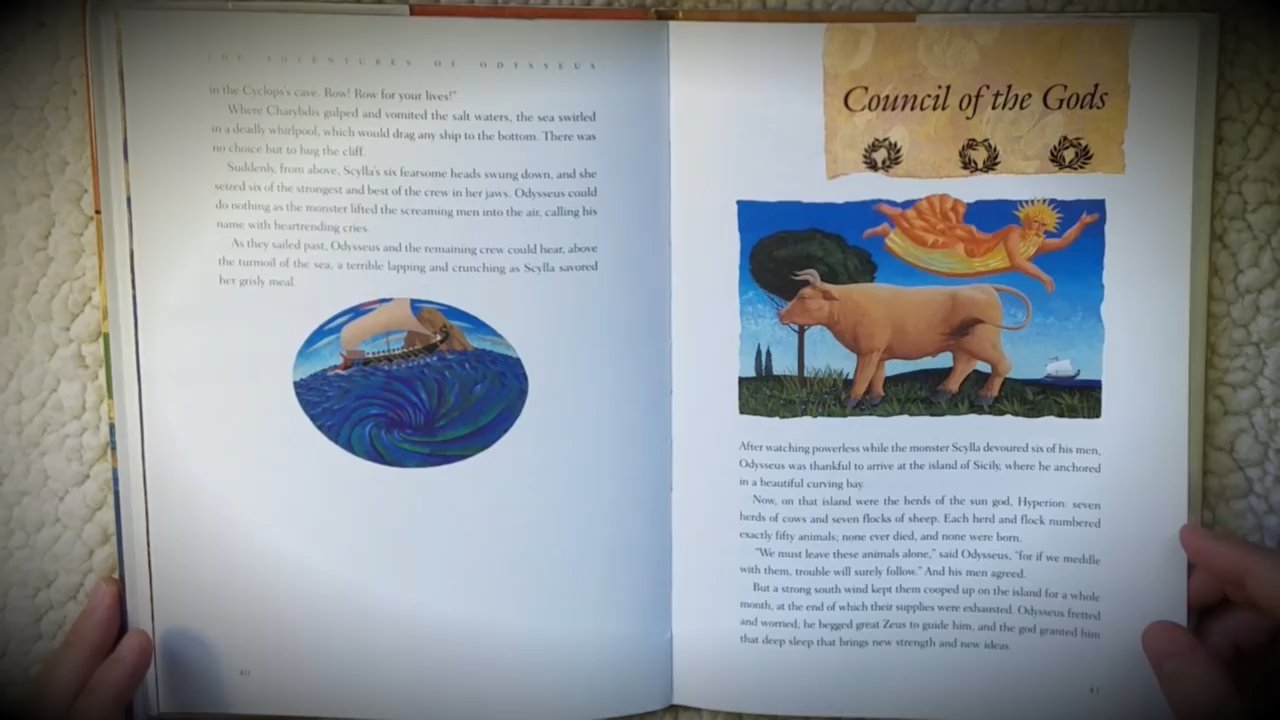 THE ADVENTURES OF ODYSSEUS
in the Cyclops's cave. Row! Row for your lives!"
Where Charybdis gulped and vomited the salt waters, the sea swirled
in a deadly whirlpool, which would drag any ship to the bottom. There was
no choice but to hug the cliff.
Suddenly, from above, Scylla's six fearsome heads swung down, and she
seized six of the strongest and best of the crew in her jaws. Odysseus could
do nothing as the monster lifted the screaming men into the air, calling his
name with heartrending cries.
As they sailed past, Odysseus and the remaining crew could hear, above
the turmoil of the sea, a terrible lapping and crunching as Scylla savored
her grisly meal.
40
Council of the Gods
After watching powerless while the monster Scylla devoured six of his men,
Odysseus was thankful to arrive at the island of Sicily, where he anchored
in a beautiful curving bay.
Now, on that island were the herds of the sun god, Hyperion: seven
herds of cows and seven flocks of sheep. Each herd and flock numbered
exactly fifty animals; none ever died, and none were born.
"We must leave these animals alone," said Odysseus, "for if we meddle
with them, trouble will surely follow." And his men agreed.
But a strong south wind kept them cooped up on the island for a whole
month, at the end of which their supplies were exhausted. Odysseus fretted
and worried; he begged great Zeus to guide him, and the god granted him
that deep sleep that brings new strength and new ideas.
41